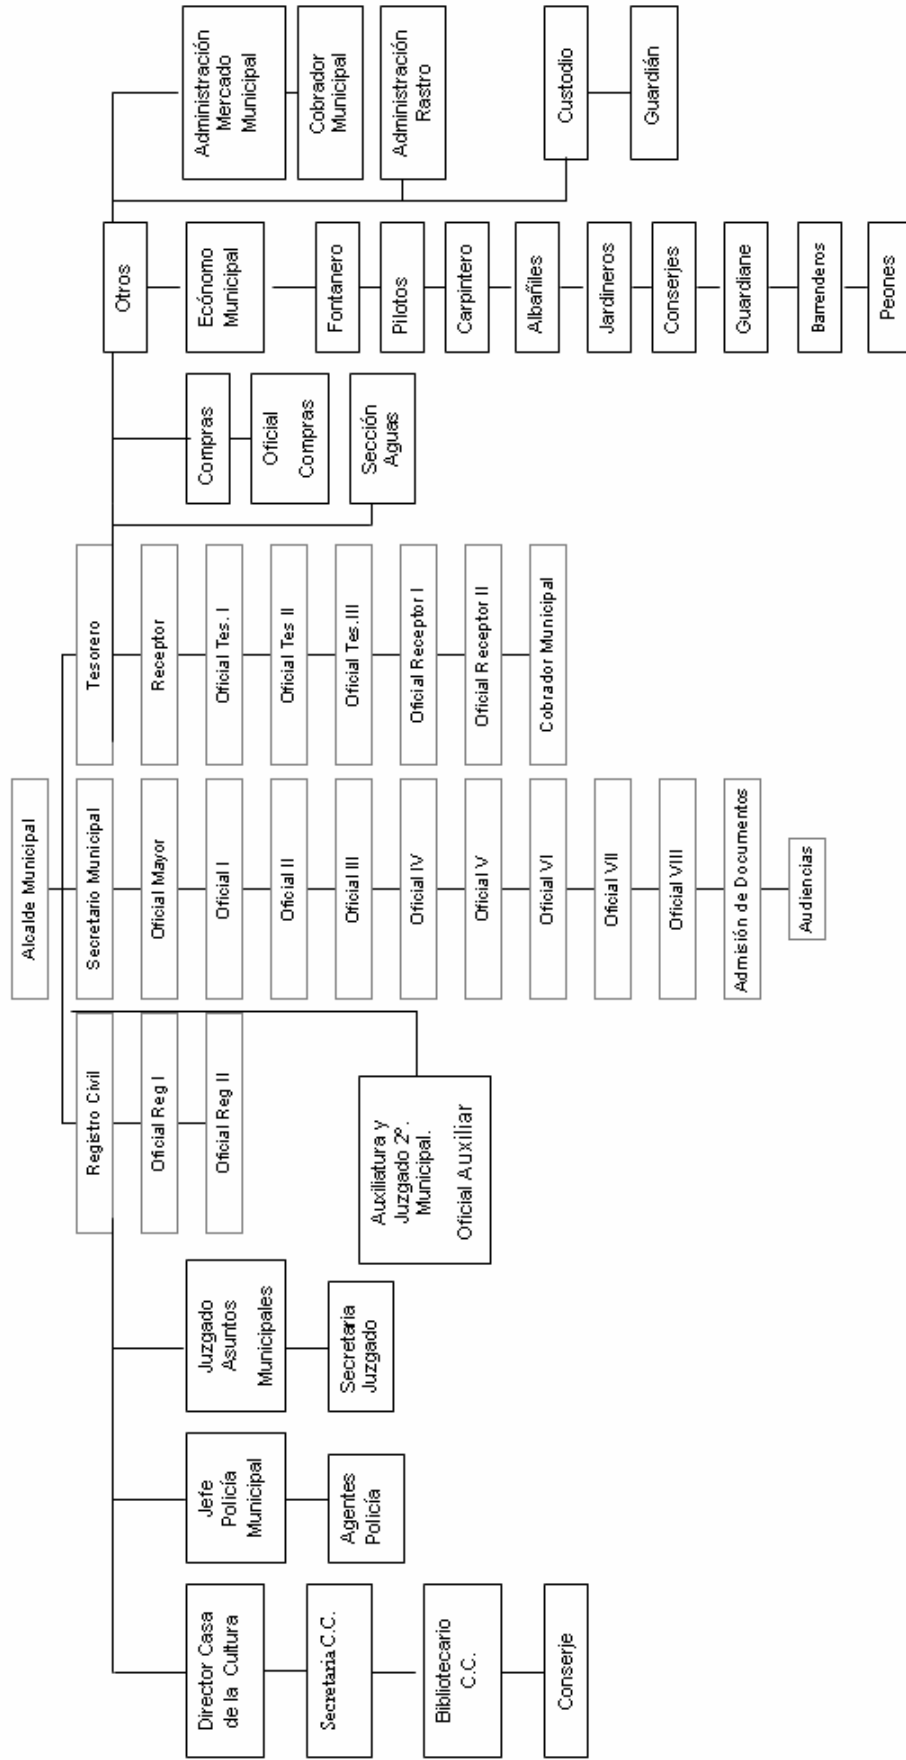 Alcalde Municipal
Registro Civil
Secretario Municipal
Tesorero
Otros
Oficial Reg I
Oficial Reg II
Oficial Mayor
Oficial I
Oficial II
Oficial III
Oficial IV
Oficial V
Oficial VI
Oficial VII
Oficial VIII
Admisión de Documentos
Audiencias
Receptor
Oficial Tes. I
Oficial Tes II
Oficial Tes.III
Oficial Receptor I
Oficial Receptor II
Cobrador Municipal
Director Casa
de la Cultura
Secretaria C.C.
Bibliotecario
C.C.
Conserje
Jefe
Policía
Municipal
Agentes
Policía
Juzgado
Asuntos
Municipales
Secretaria
Juzgado
Auxiliatura y
Juzgado 2º.
Municipal.
Oficial Auxiliar
Compras
Oficial
Compras
Sección
Aguas
Ecónomo
Municipal
Fontanero
Pilotos
Carpintero
Albañiles
Jardineros
Conserjes
Guardiane
Barrenderos
Peones
Administración
Mercado
Municipal
Cobrador
Municipal
Administración
Rastro
Custodio
Guardián